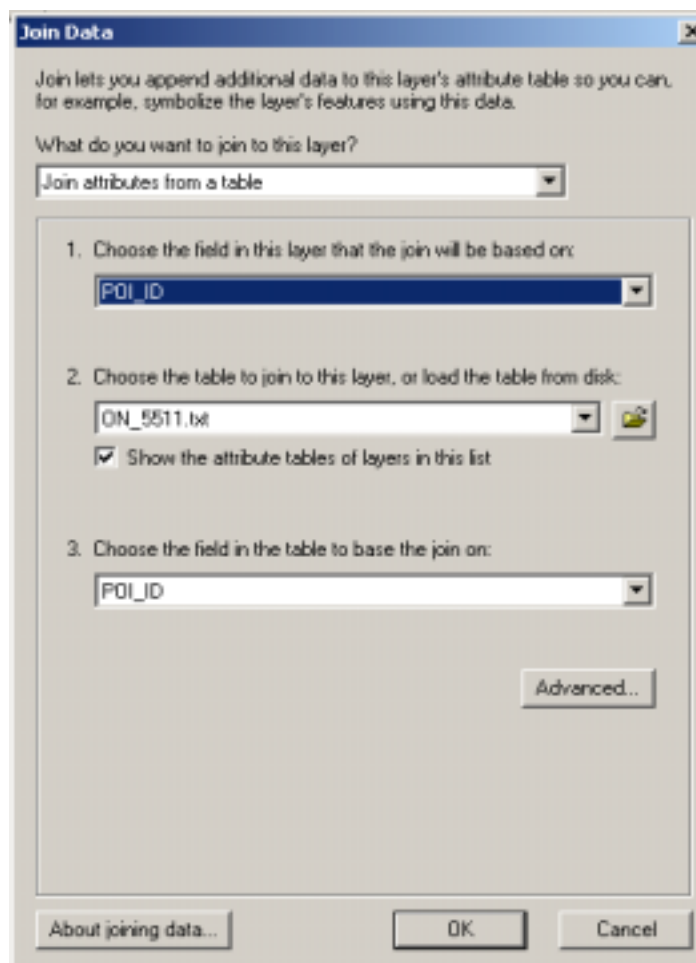 Join Data
Join lets you append additional data to this layer's attribute table so you can,
for example, symbolize the layer's features using this data.
What do you want to join to this layer?
Join attributes from a table
1. Choose the field in this layer that the join will be based on:
POI_ID
2. Choose the table to join to this layer, or load the table from disk:
ON_5511.txt
Show the attribute tables of layers in this list
3. Choose the field in the table to base the join on:
POI_ID
Advanced...
About joining data... OK Cancel